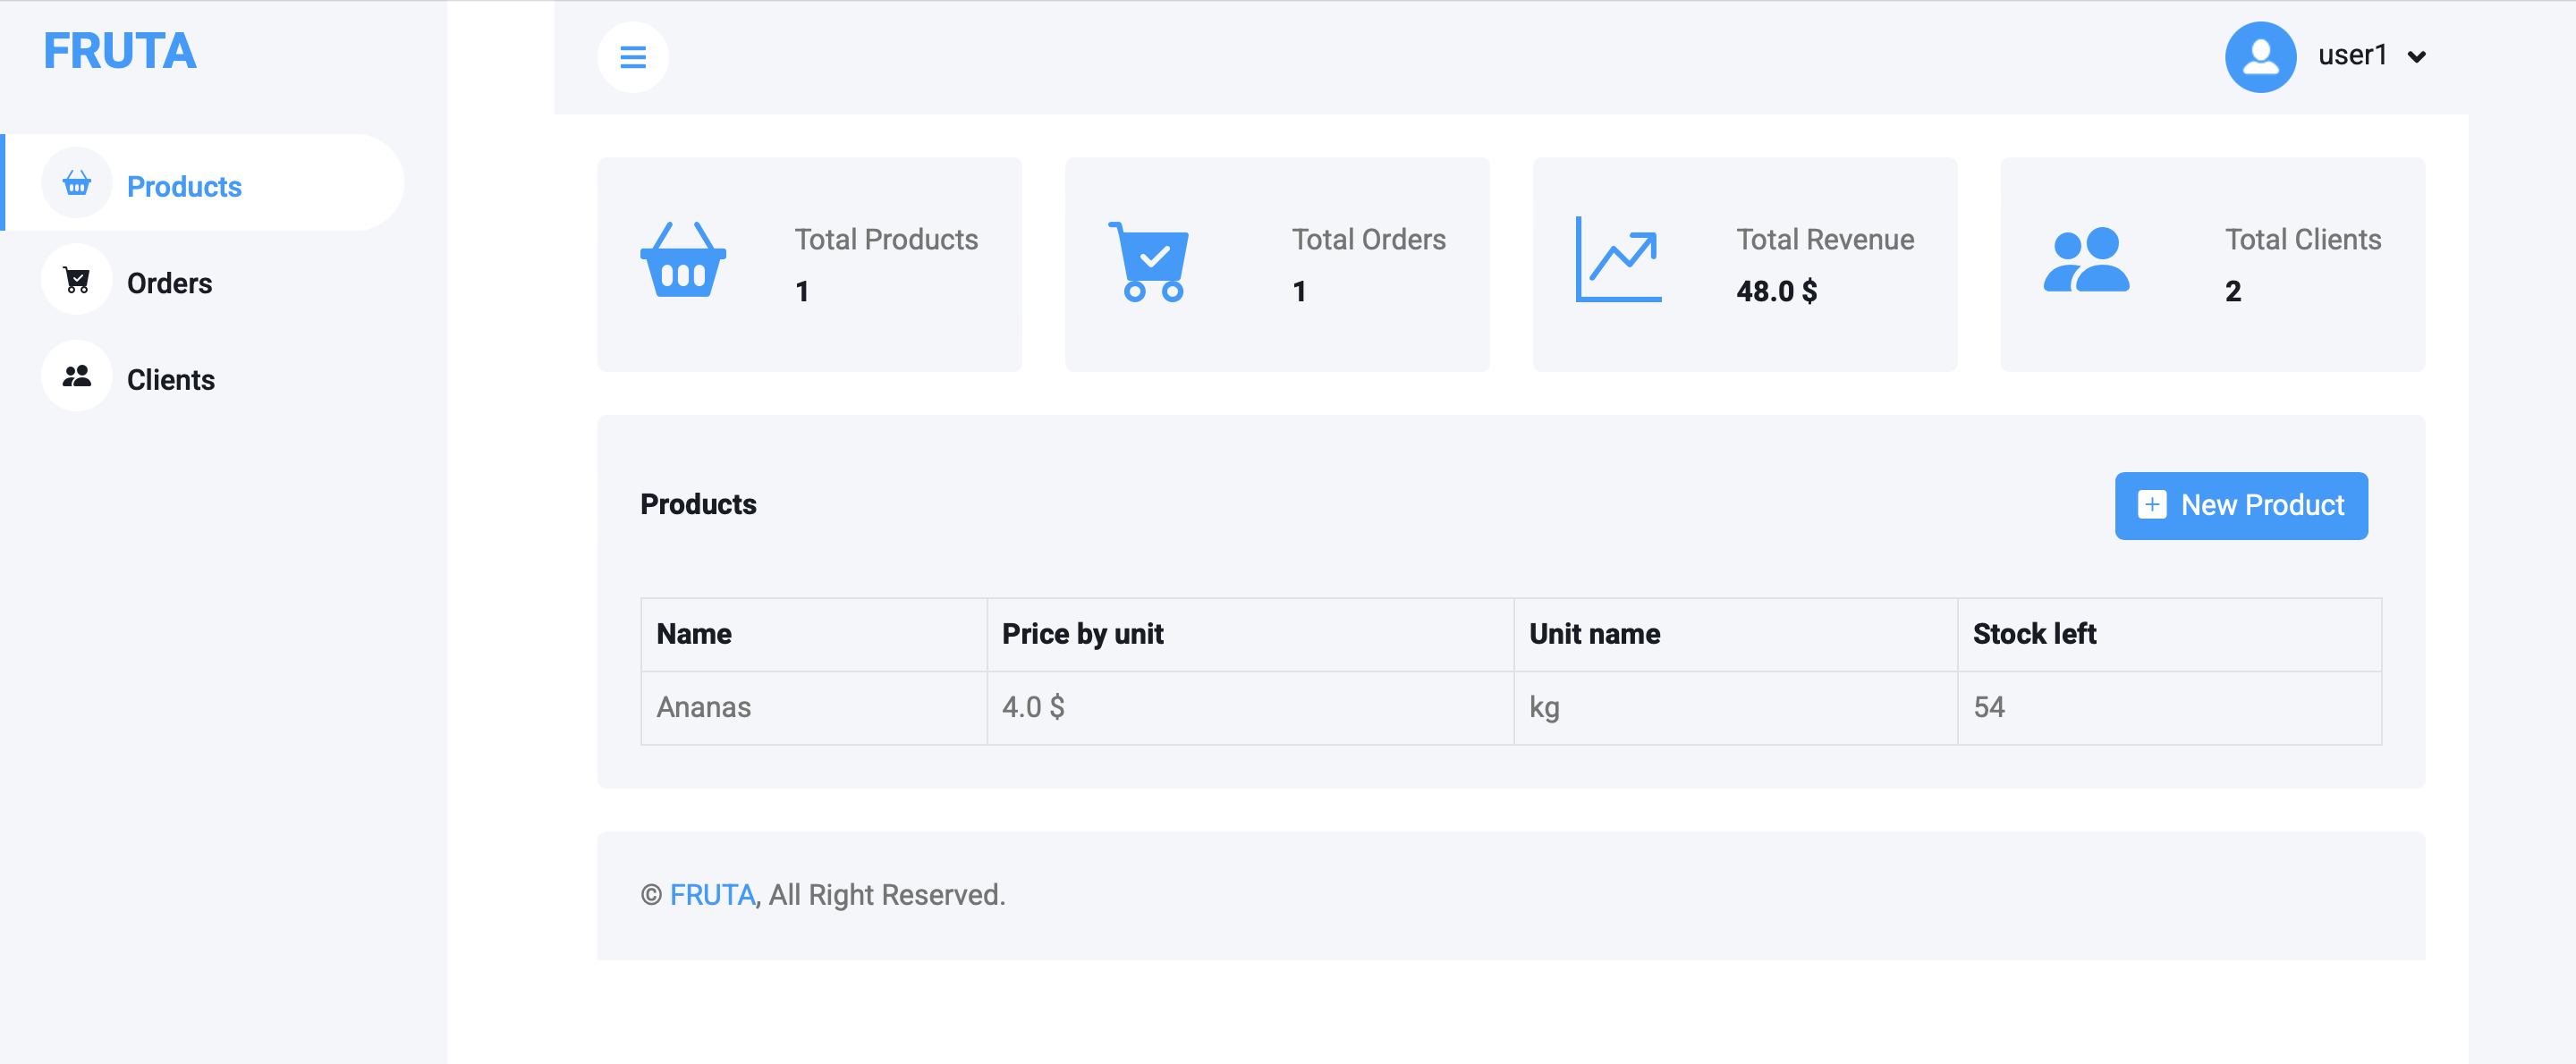 FRUTA
user1
Products
Orders
Clients
Total Products
1
Total Orders
1
Total Revenue
48.0 $
Total Clients
2
Products
New Product
Name Price by unit Unit name Stock left
Ananas 4.0 $ kg 54
© FRUTA, All Right Reserved.